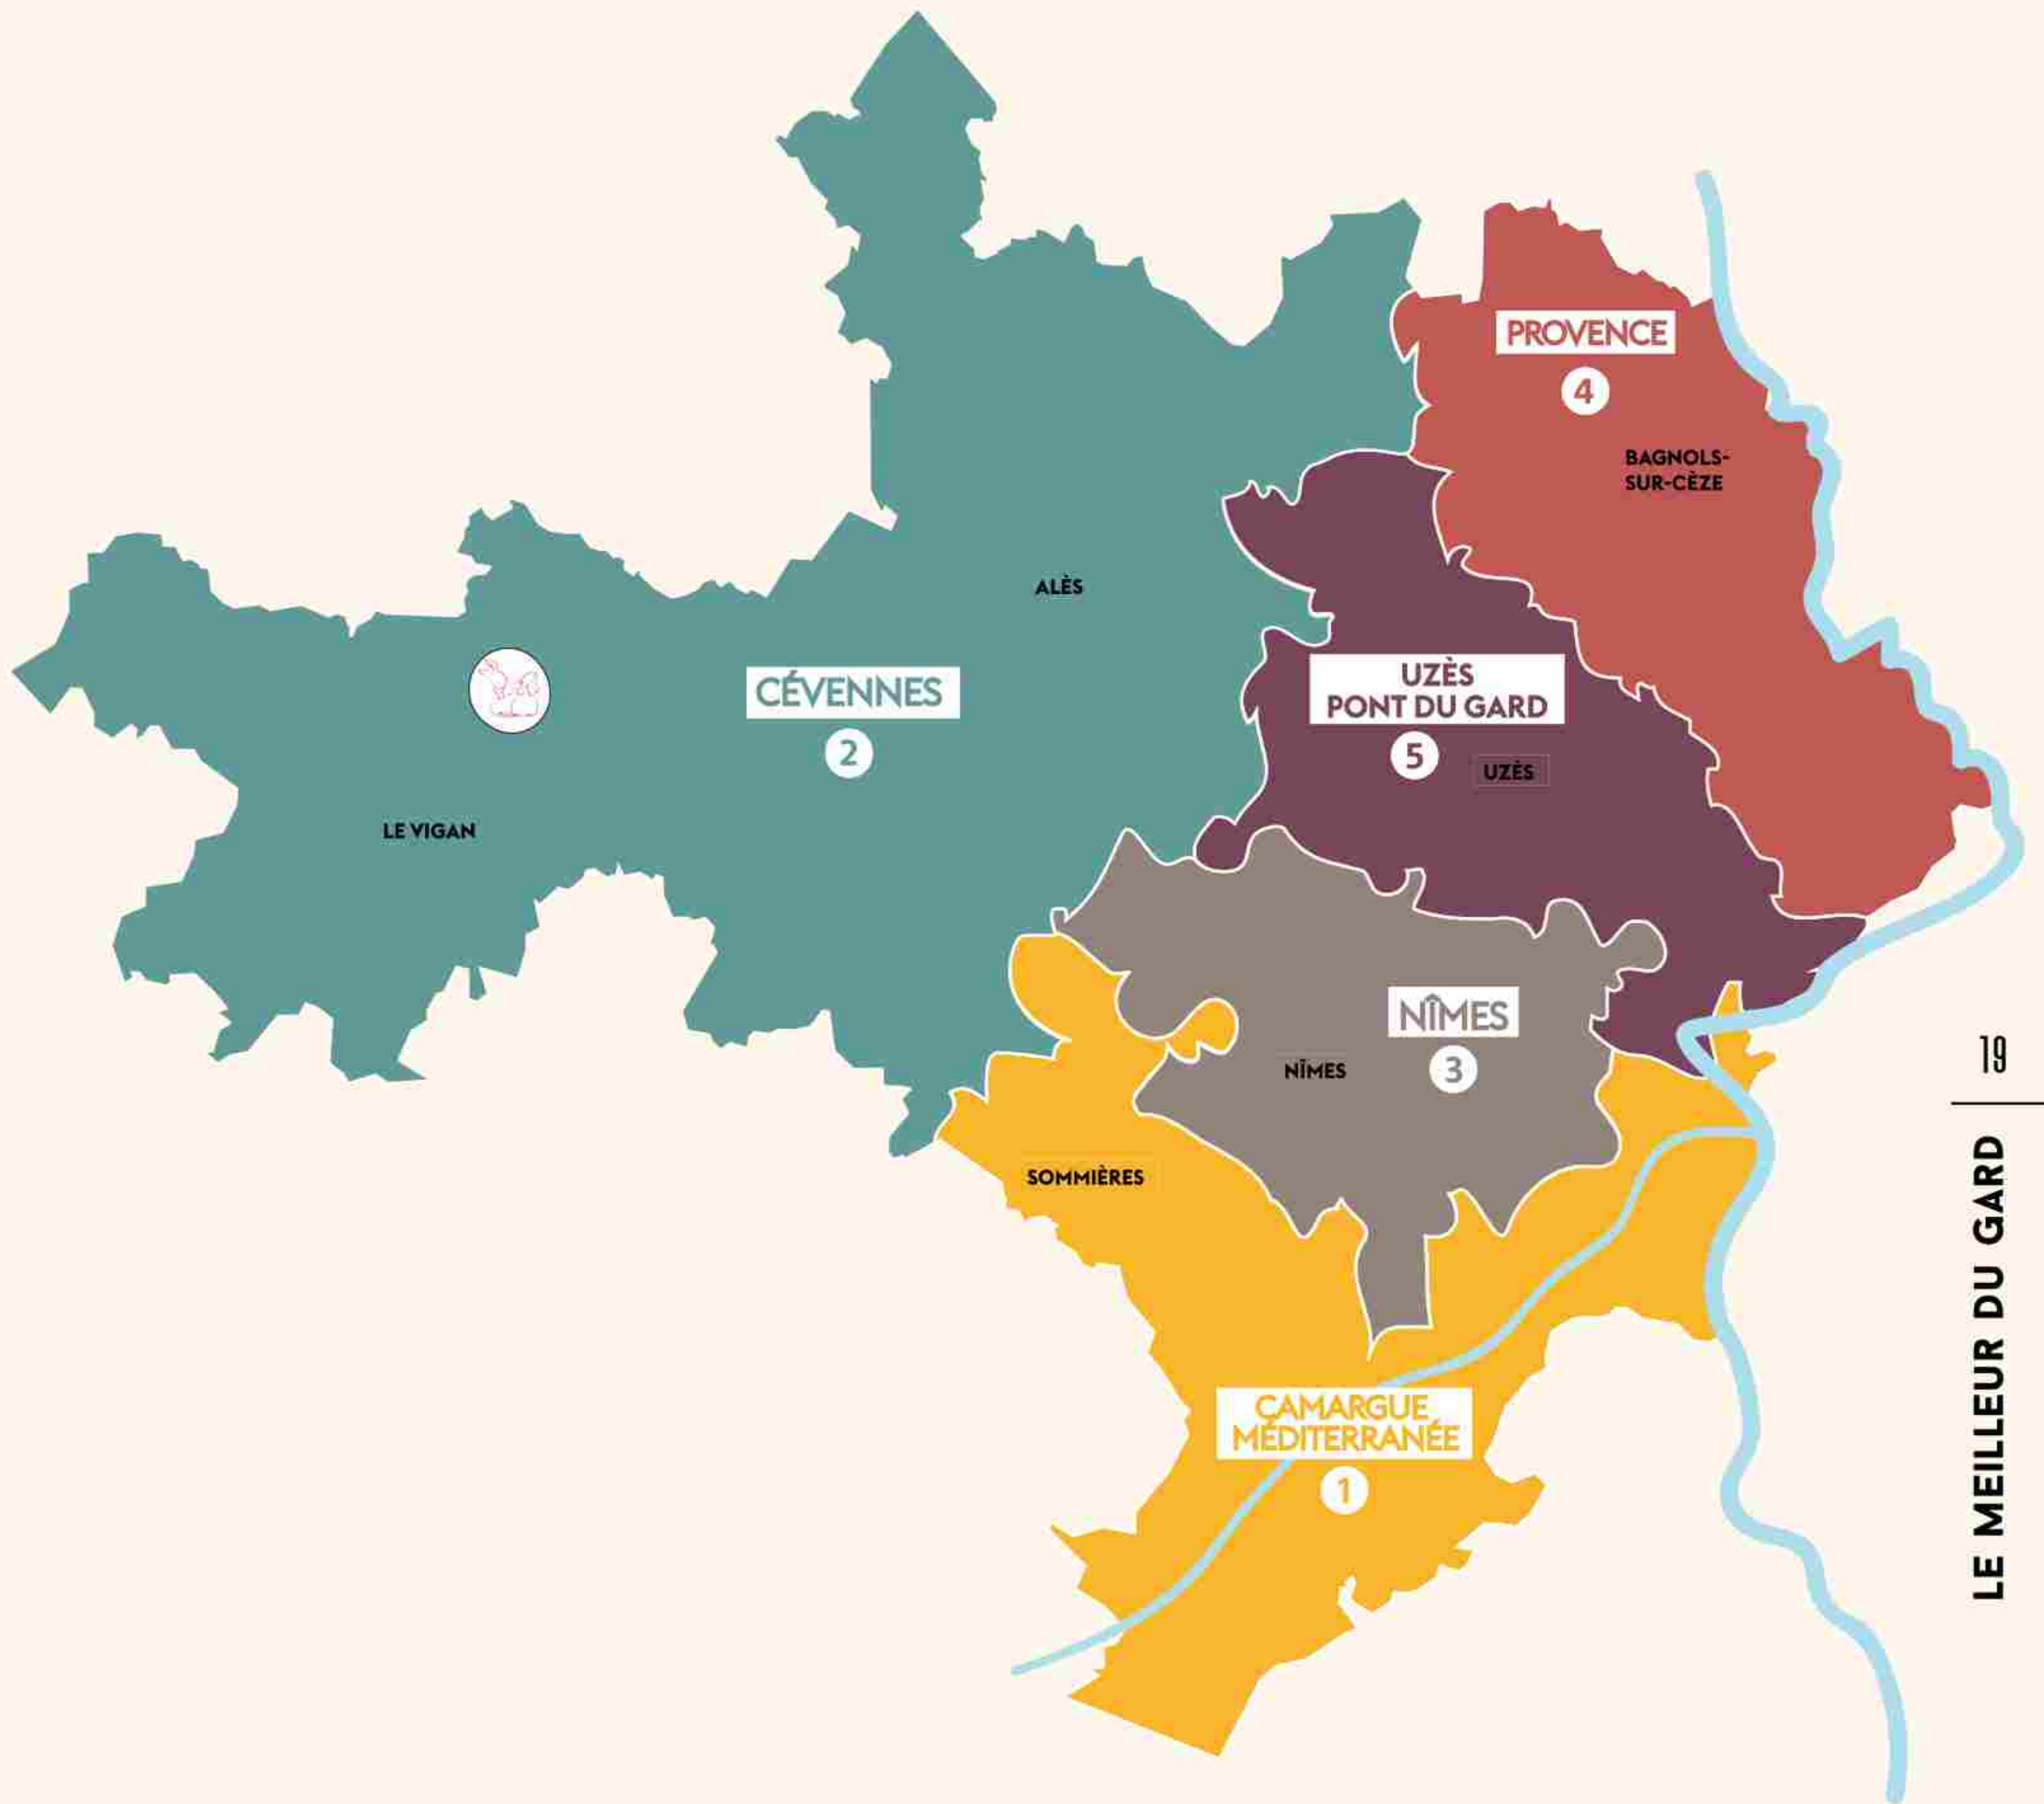 PROVENCE
4
BAGNOLS-
SUR-CÈZE
ALÈS
CÉVENNES
2
UZÈS
PONT DU GARD
5
UZÈS
LE VIGAN
NÎMES
3
NÎMES
SOMMIÈRES
CAMARGUE
MÉDITERRANÉE
1
19
LE MEILLEUR DU GARD